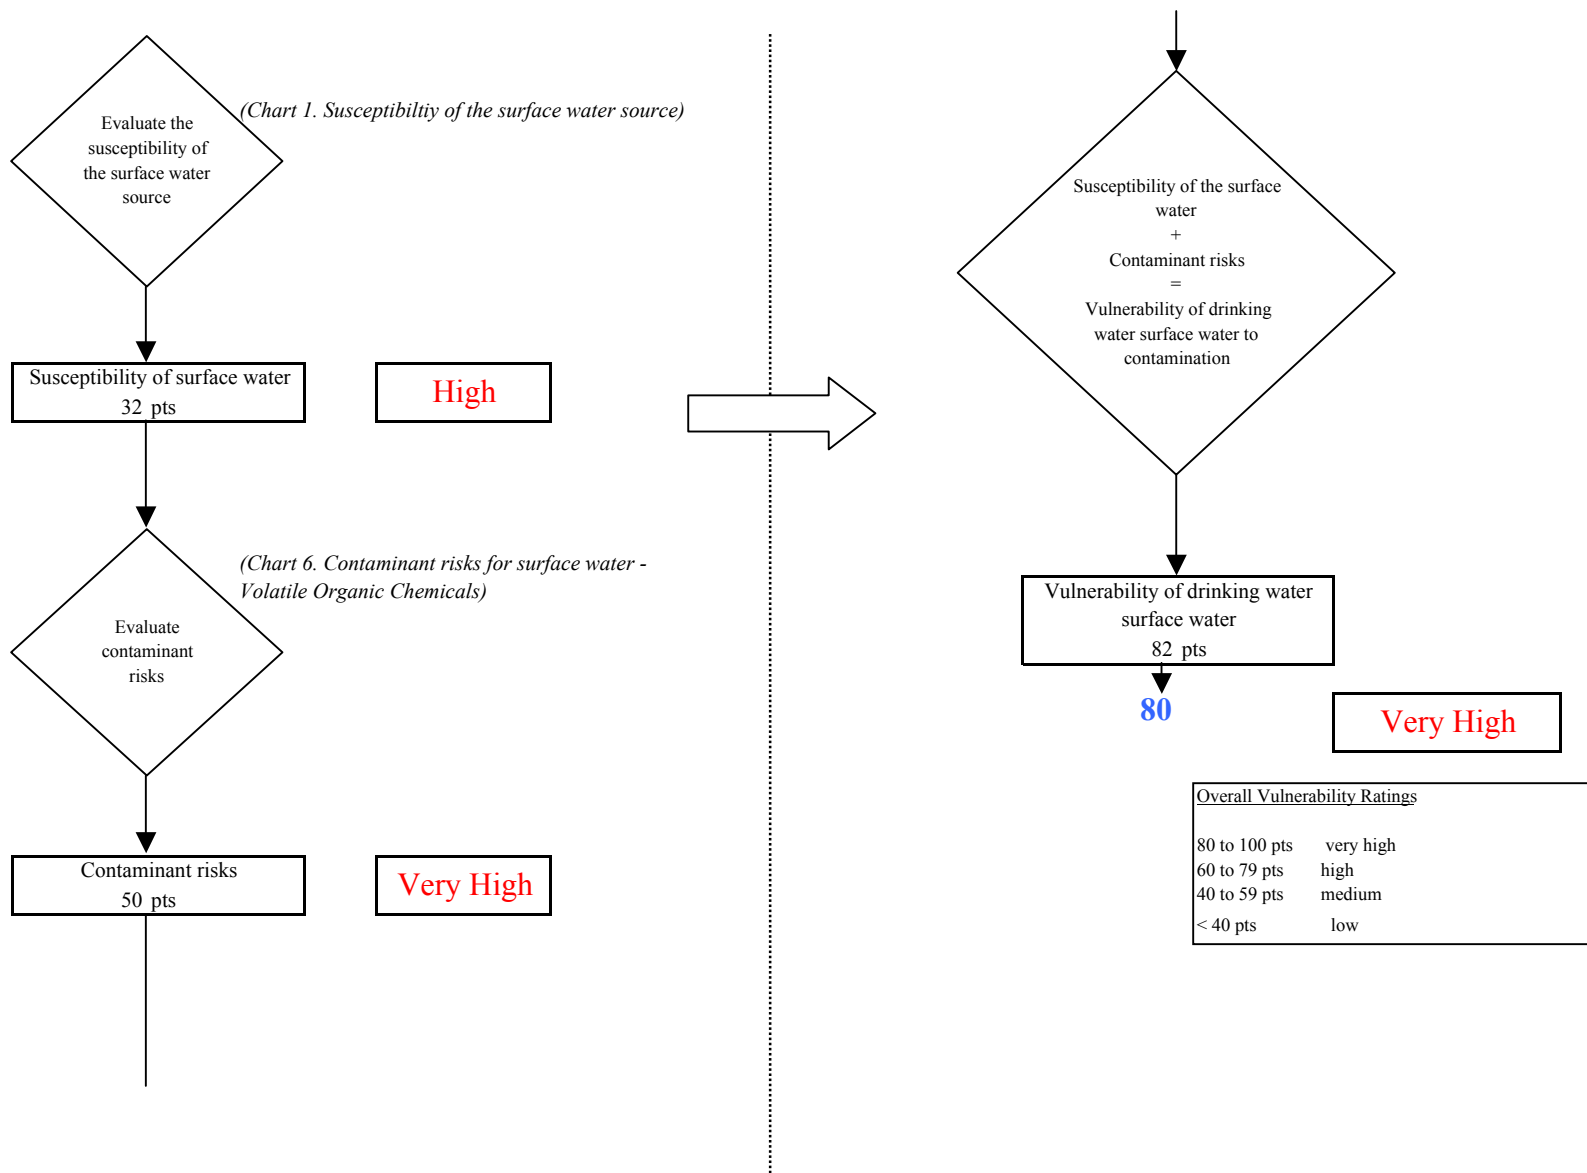 Evaluate the
susceptibility of
the surface water
source
(Chart 1. Susceptibiltiy of the surface water source)
Susceptibility of surface water
32 pts
High
(Chart 6. Contaminant risks for surface water -
Volatile Organic Chemicals)
Evaluate
contaminant
risks
Contaminant risks
50 pts
Very High
Susceptibility of the surface
water
+
Contaminant risks
=
Vulnerability of drinking
water surface water to
contamination
Vulnerability of drinking water
surface water
82 pts
80
Very High
Overall Vulnerability Ratings
80 to 100 pts very high
60 to 79 pts high
40 to 59 pts medium
< 40 pts low